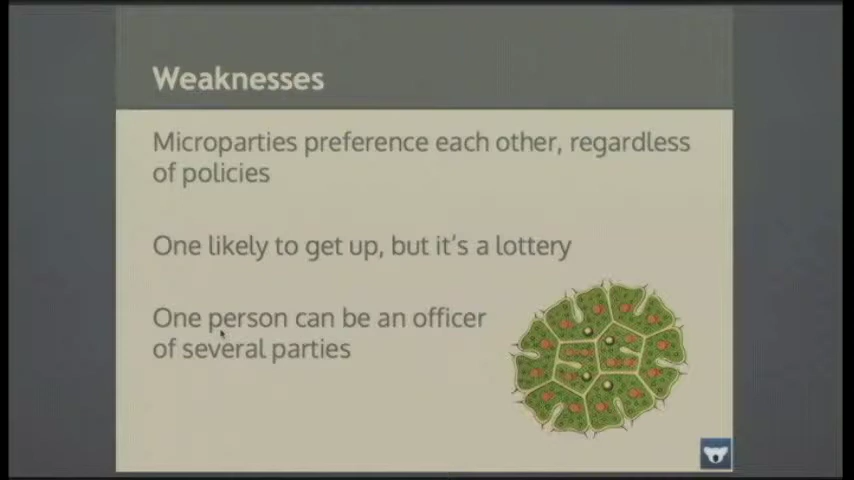 Weaknesses
Microparties preference each other, regardless
of policies
One likely to get up, but it's a lottery
One person can be an officer
of several parties